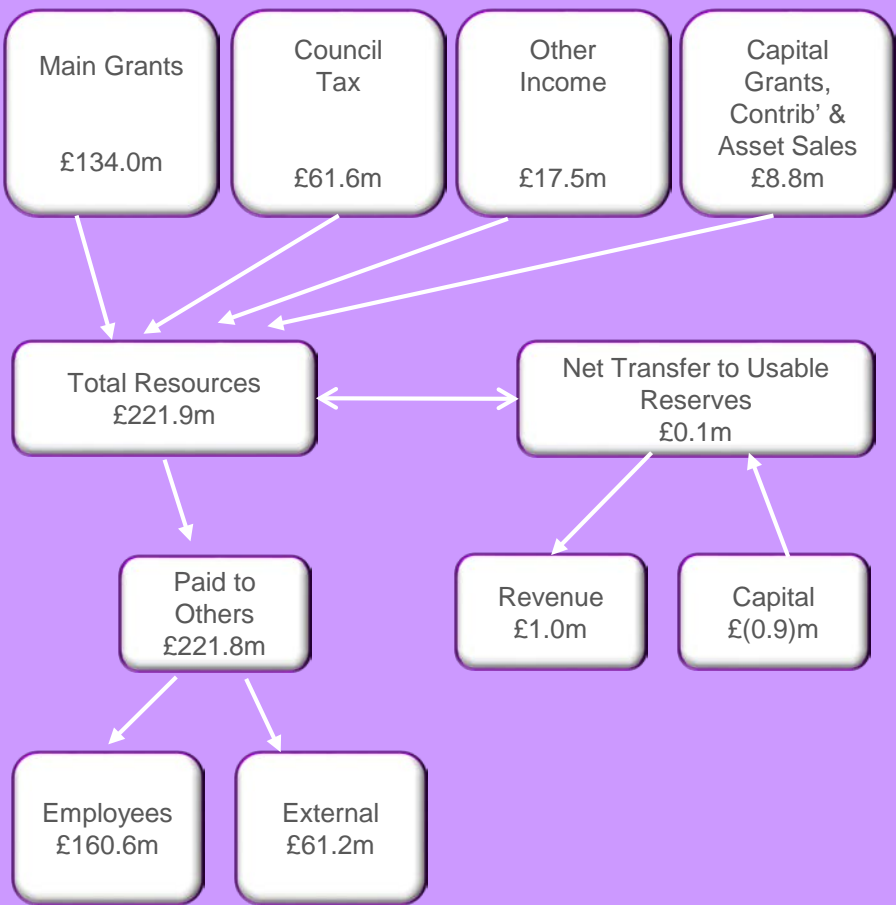 Main Grants
£134.0m
Council
Tax
£61.6m
Other
Income
£17.5m
Capital
Grants,
Contrib’ &
Asset Sales
£8.8m
Total Resources
£221.9m
Net Transfer to Usable
Reserves
£0.1m
Paid to
Others
£221.8m
Revenue
£1.0m
Capital
£(0.9)m
Employees
£160.6m
External
£61.2m